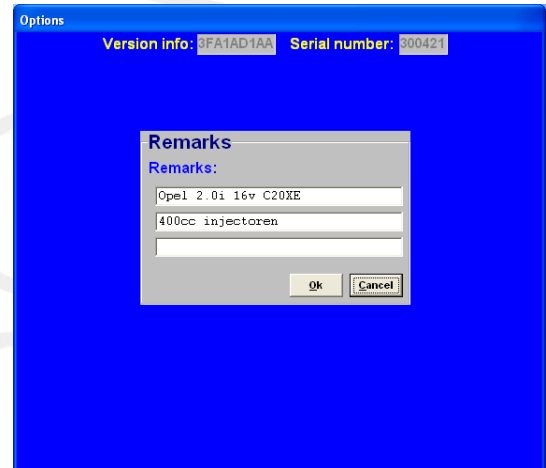 Options
Version info: 3FA1AD1AA Serial number: 300421
Remarks
Remarks:
Opel 2.0i 16v C20XE
400cc injectoren
Ok Cancel